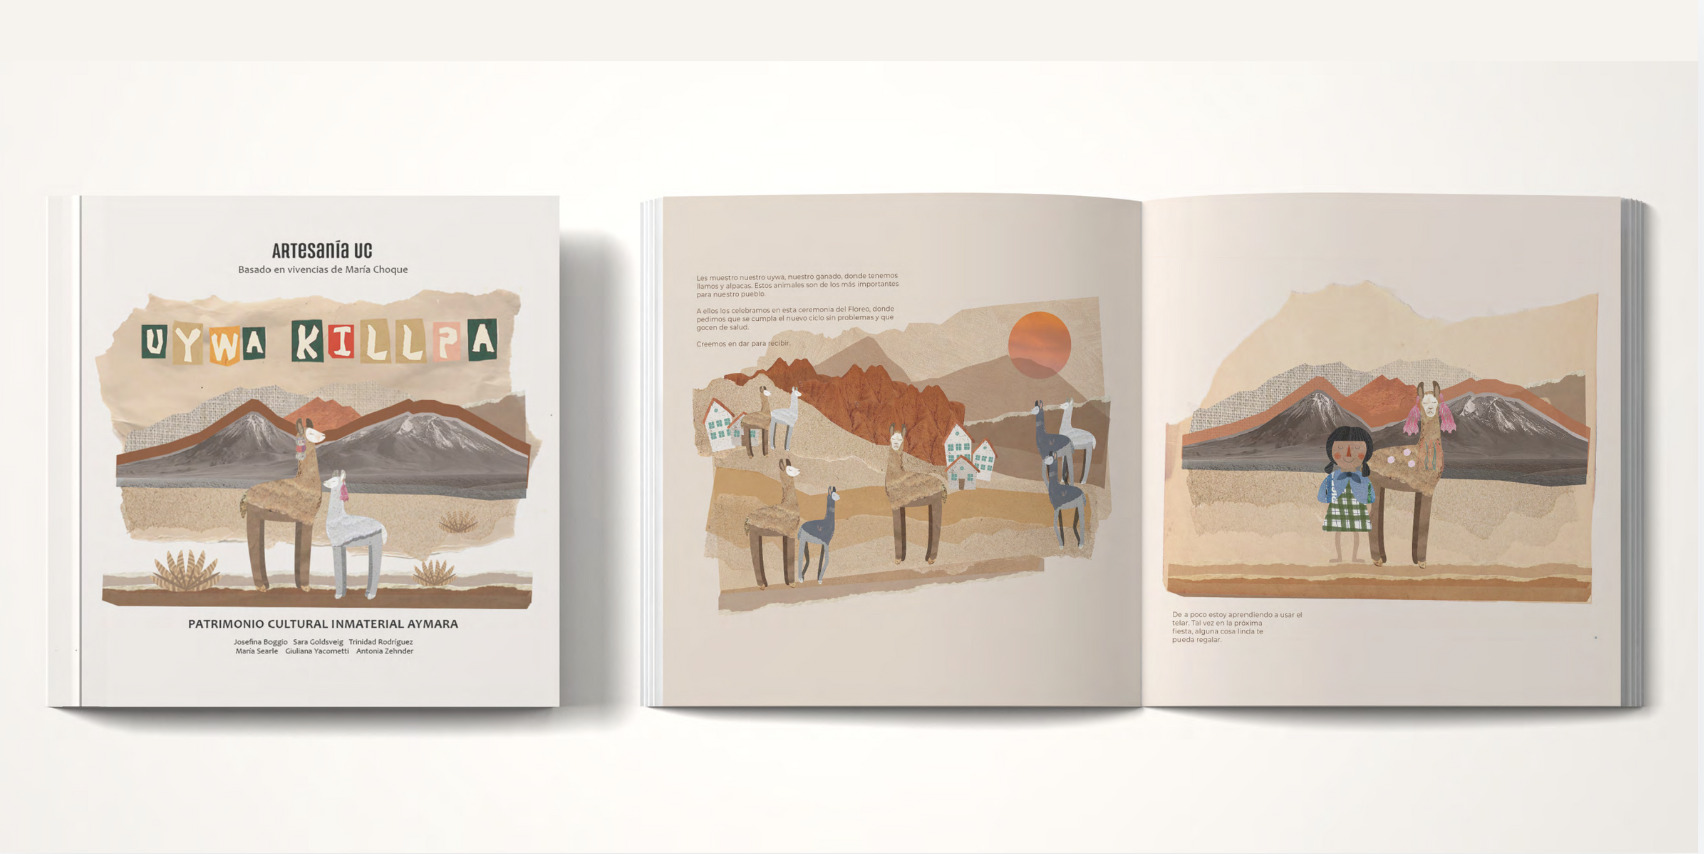 ARTESANÍA UC
Basado en vivencias de María Choque
UYWA KILLPA
PATRIMONIO CULTURAL INMATERIAL AYMARA
Josefina Boggio Sara Goldsveig Trinidad Rodríguez
María Searle Giuliana Yacometti Antonia Zehnder
Les muestro nuestro uywa, nuestro ganado, donde tenemos
llamos y alpacas. Estos animales son de los más importantes
para nuestro pueblo.
A ellos los celebramos en esta ceremonia del Floreo, donde
pedimos que se cumpla el nuevo ciclo sin problemas y que
gocen de salud.
Creemos en dar para recibir.
De a poco estoy aprendiendo a usar el
telar. Tal vez en la próxima
fiesta, alguna cosa linda te
pueda regalar.